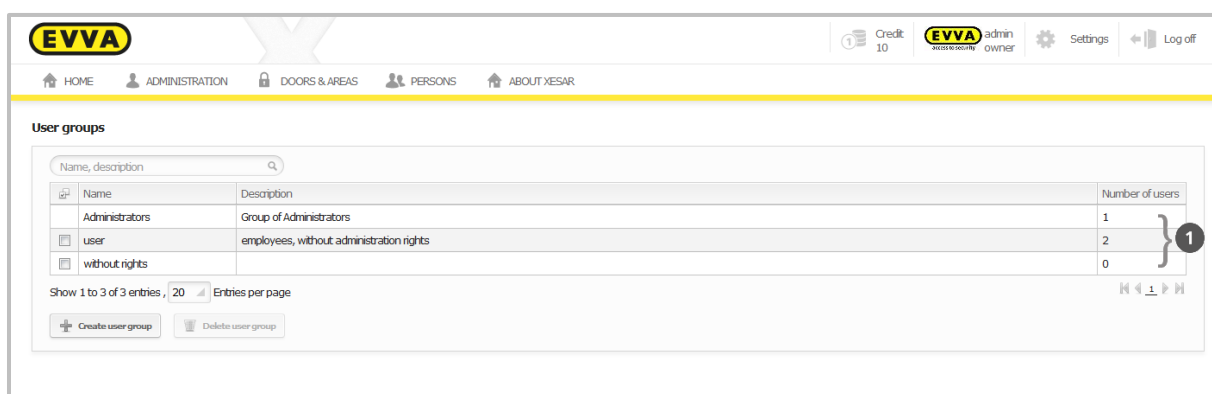 EVVA
Credit
10
EVVA
access to security
admin
owner
Settings
Log off
HOME
ADMINISTRATION
DOORS & AREAS
PERSONS
ABOUT XESAR
User groups
Name, description
Name Description Number of users
Administrators Group of Administrators 1
user employees, without administration rights 2
without rights 0
1
Show 1 to 3 of 3 entries , 20 Entries per page
1
Create user group
Delete user group